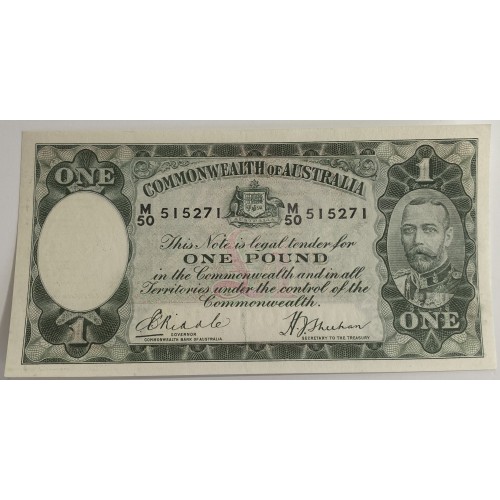 ONE
COMMONWEALTH OF AUSTRALIA
1
M/50 515271 M/50 515271
This Note is legal tender for
ONE POUND
in the Commonwealth and in all
Territories under the control of the
Commonwealth.
E C Riddle
H J Sheehan
GOVERNOR
COMMONWEALTH BANK OF AUSTRALIA
SECRETARY TO THE TREASURY
1
ONE